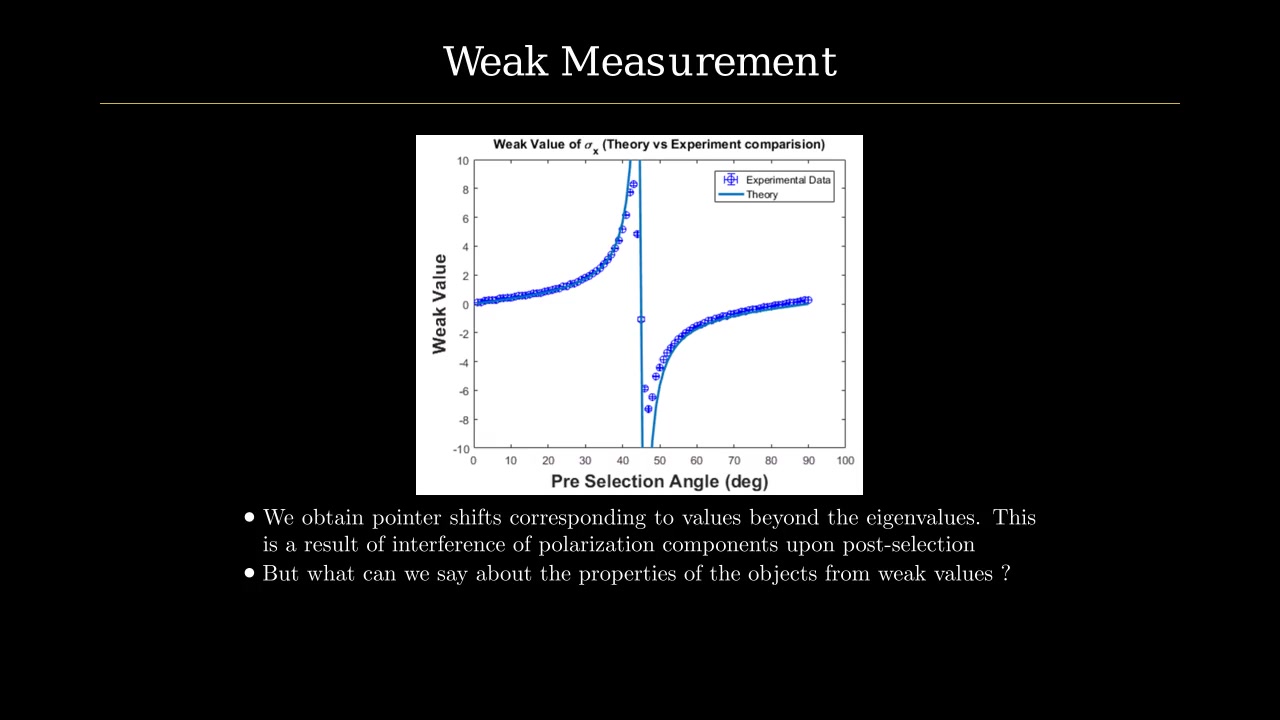 Weak Measurement
Weak Value of σx (Theory vs Experiment comparision)
Experimental Data
Theory
Weak Value
10
8
6
4
2
0
-2
-4
-6
-8
-10
0 10 20 30 40 50 60 70 80 90 100
Pre Selection Angle (deg)
• We obtain pointer shifts corresponding to values beyond the eigenvalues. This
is a result of interference of polarization components upon post-selection
• But what can we say about the properties of the objects from weak values ?